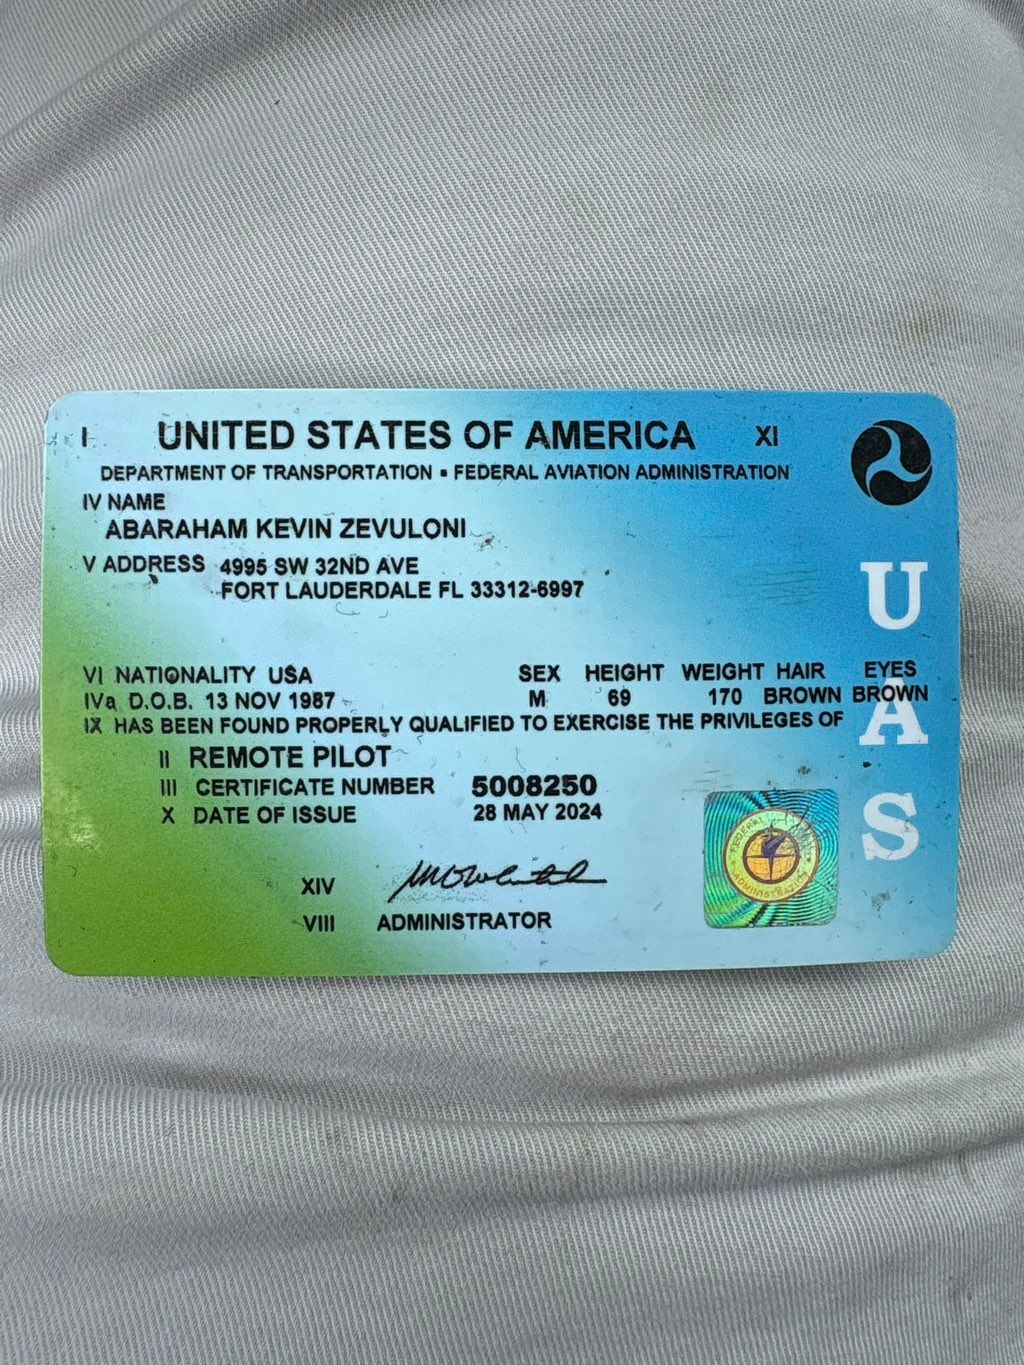 I UNITED STATES OF AMERICA XI
DEPARTMENT OF TRANSPORTATION ▪ FEDERAL AVIATION ADMINISTRATION
IV NAME
ABARAHAM KEVIN ZEVULONI
V ADDRESS 4995 SW 32ND AVE
FORT LAUDERDALE FL 33312-6997
VI NATIONALITY USA SEX HEIGHT WEIGHT HAIR EYES
IVa D.O.B. 13 NOV 1987 M 69 170 BROWN BROWN
IX HAS BEEN FOUND PROPERLY QUALIFIED TO EXERCISE THE PRIVILEGES OF
II REMOTE PILOT
III CERTIFICATE NUMBER 5008250
X DATE OF ISSUE 28 MAY 2024
XIV
VIII ADMINISTRATOR
UAS
FEDERAL
ADMINISTRATION